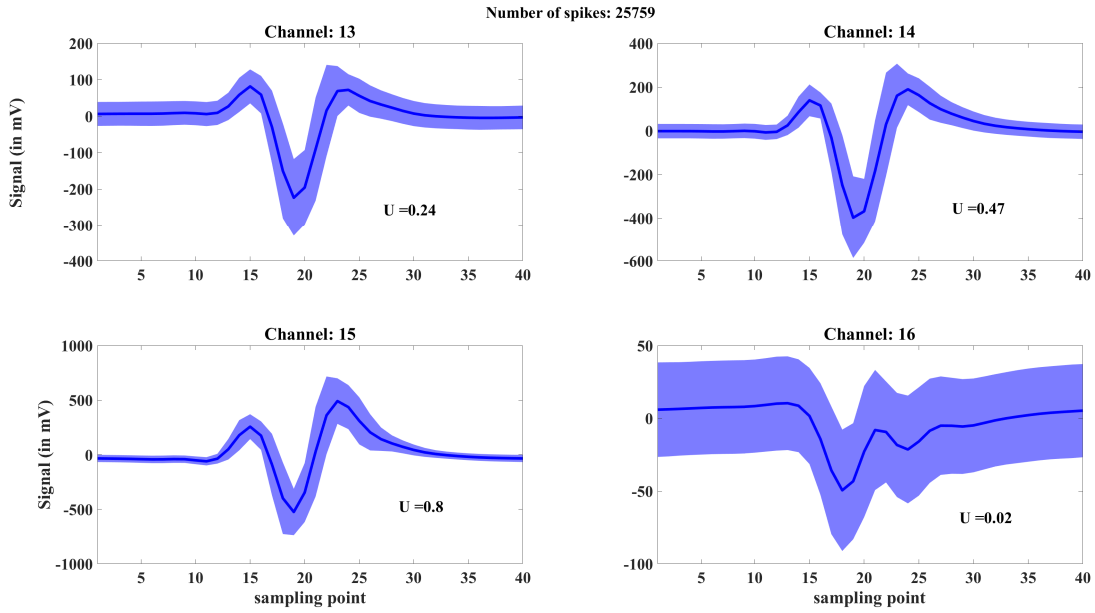 Number of spikes: 25759
Channel: 13
Channel: 14
200
100
0
-100
-200
-300
-400
Signal (in mV)
5 10 15 20 25 30 35 40
U =0.24
400
200
0
-200
-400
-600
5 10 15 20 25 30 35 40
U =0.47
Channel: 15
Channel: 16
1000
500
0
-500
-1000
Signal (in mV)
5 10 15 20 25 30 35 40
sampling point
U =0.8
50
0
-50
-100
5 10 15 20 25 30 35 40
sampling point
U =0.02